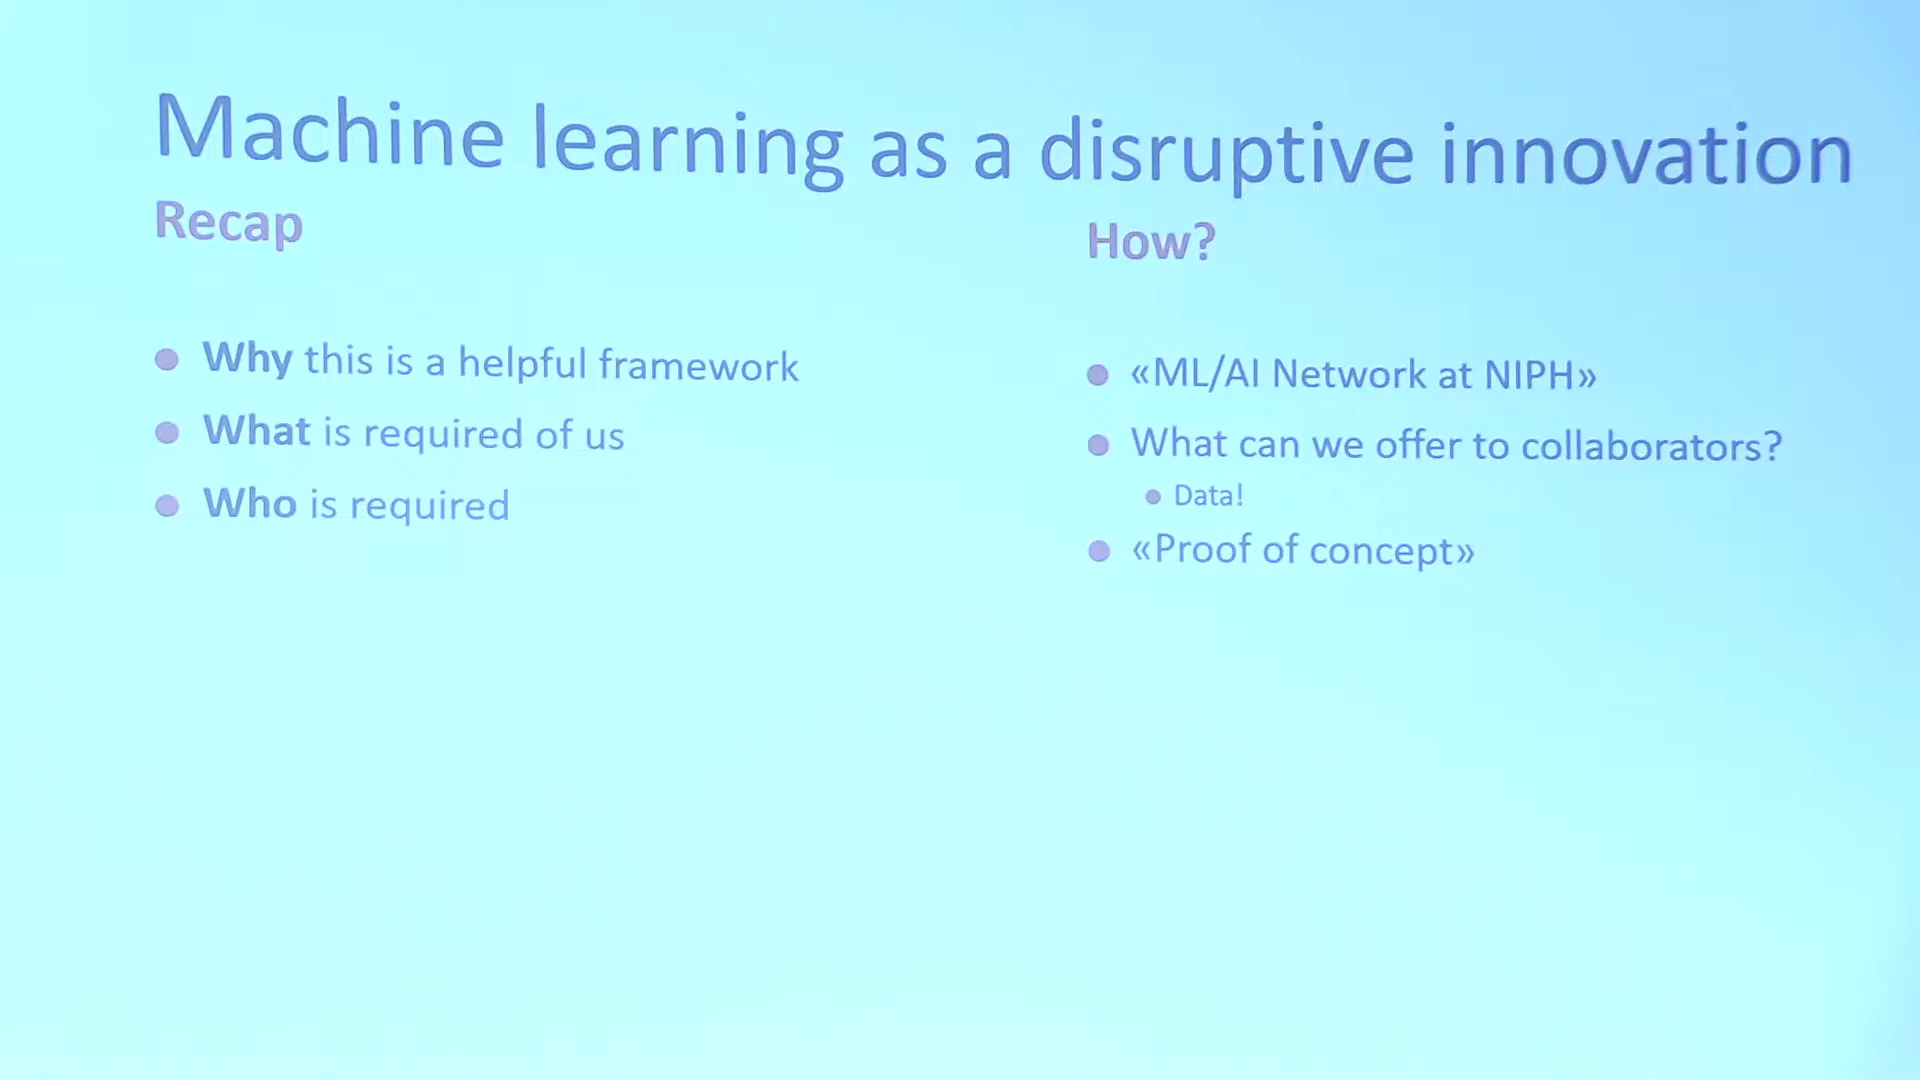 Machine learning as a disruptive innovation
Recap
Why this is a helpful framework
What is required of us
Who is required
How?
«ML/AI Network at NIPH»
What can we offer to collaborators?
Data!
«Proof of concept»